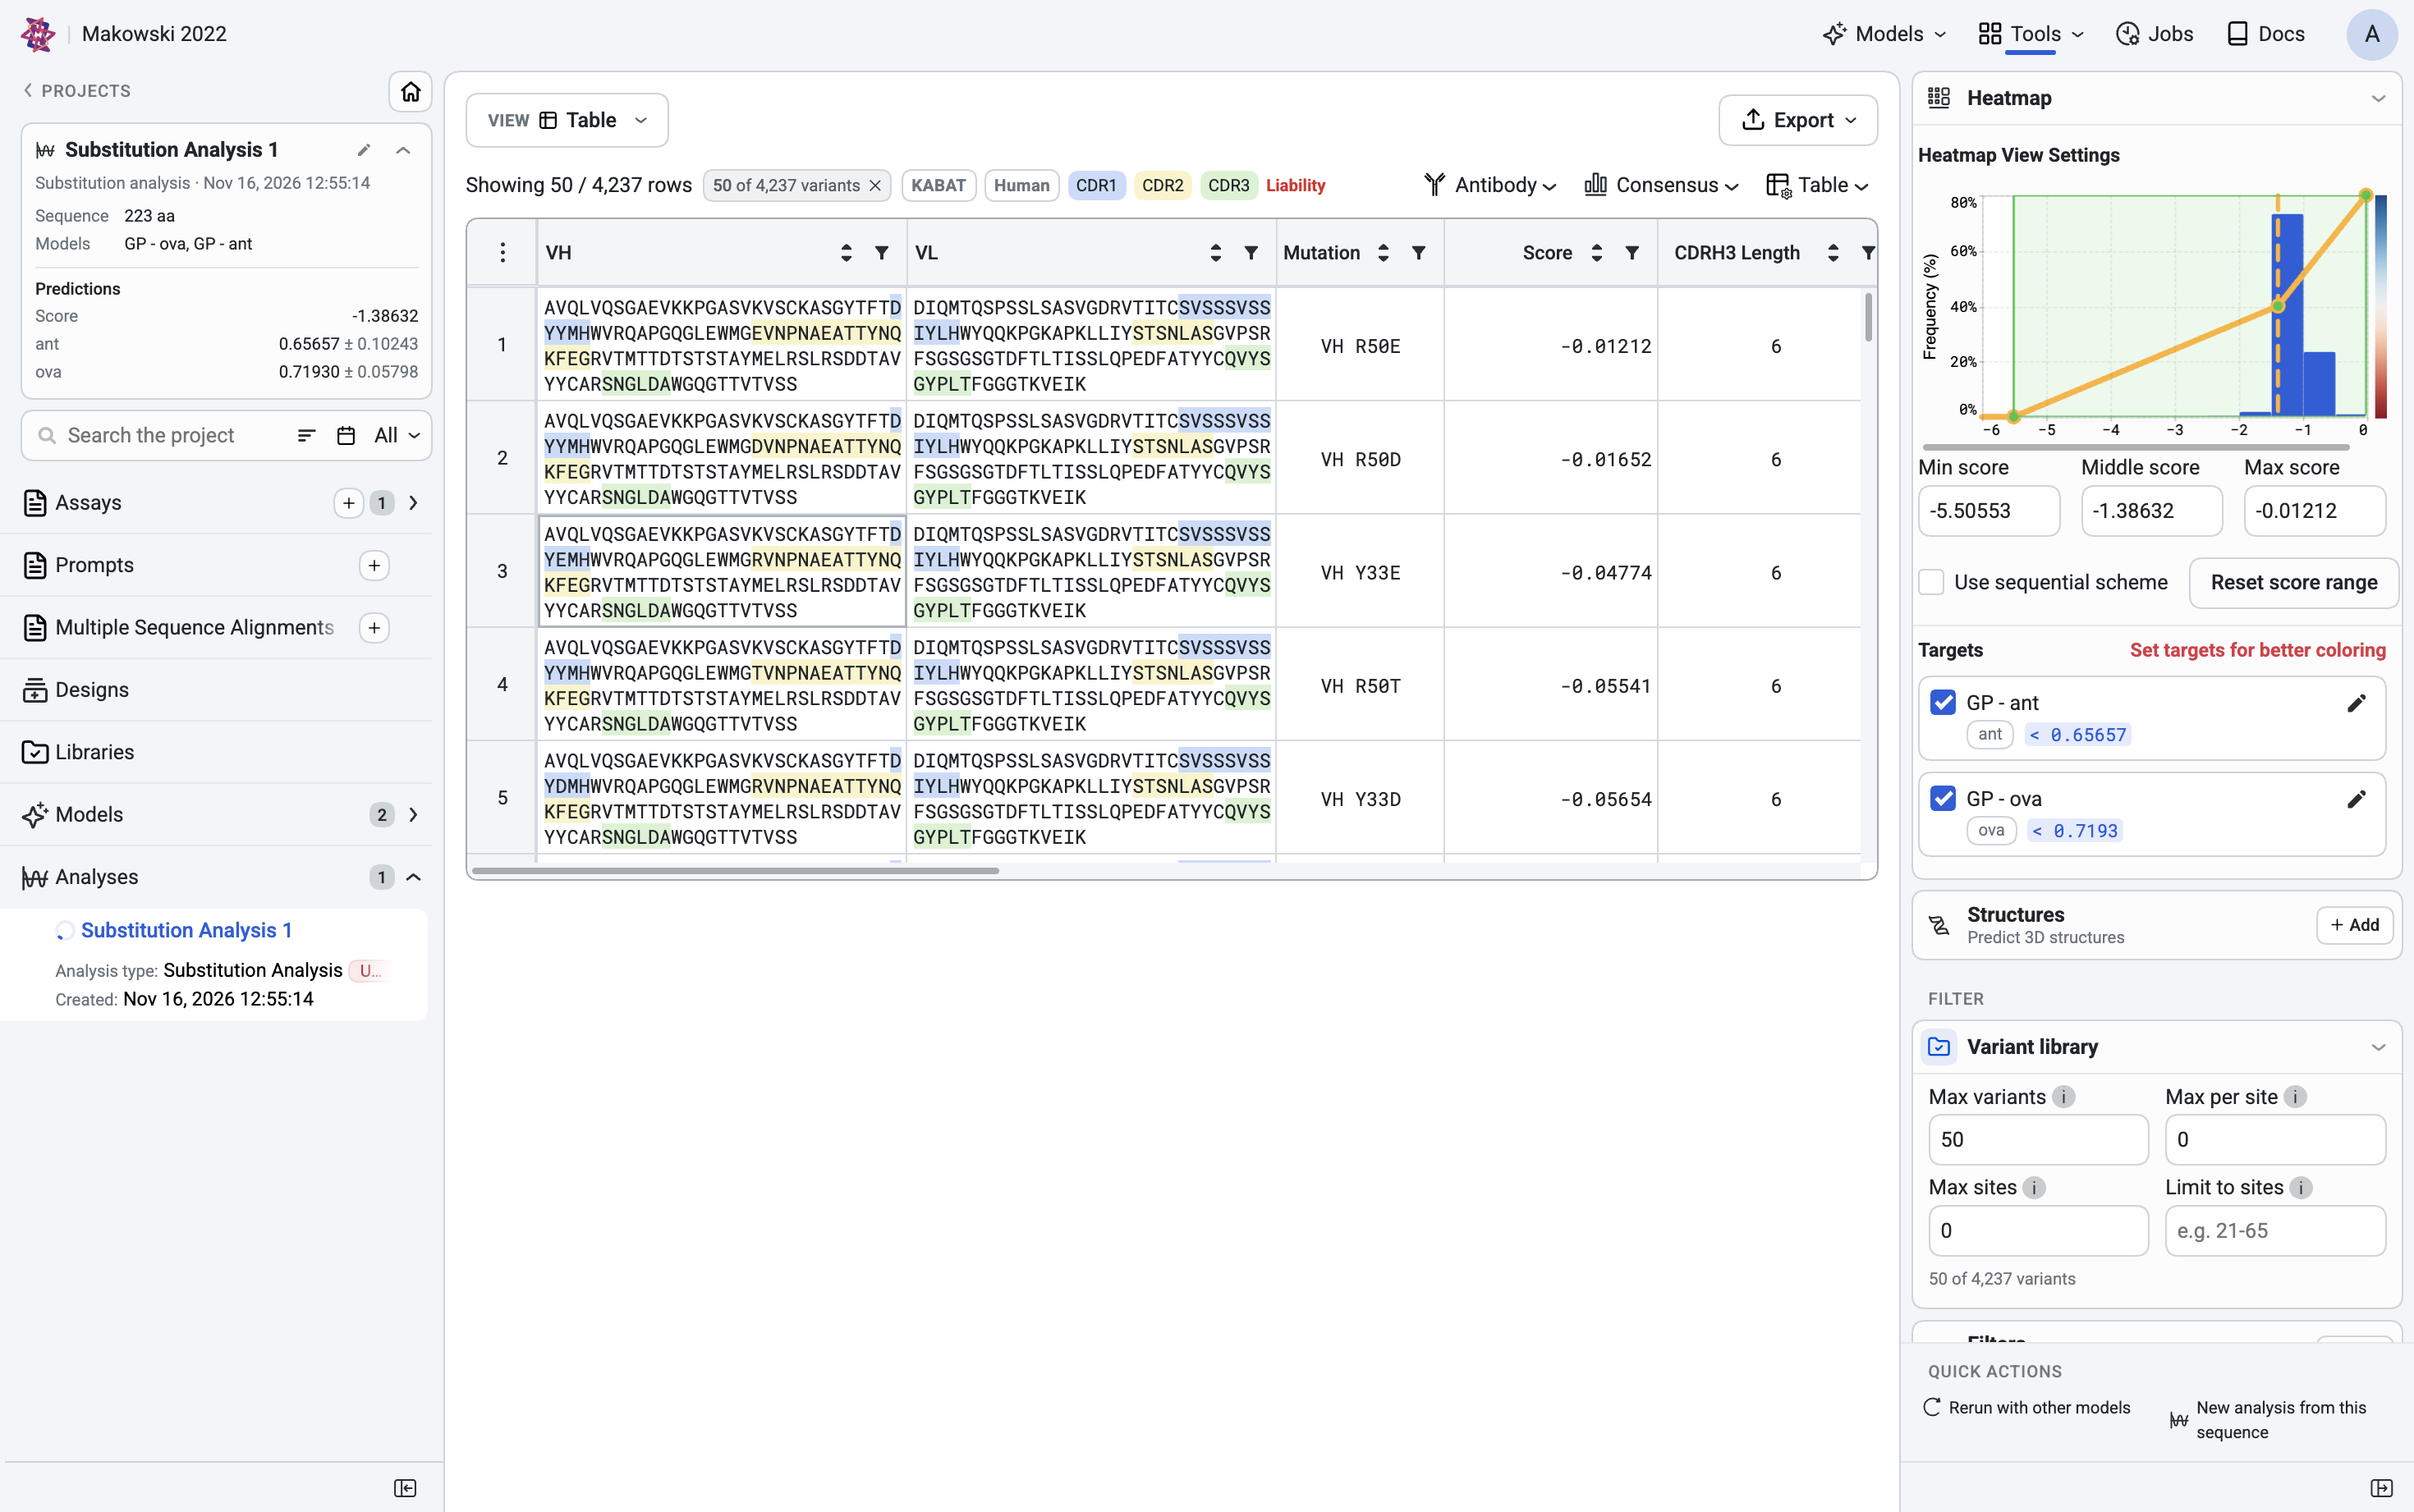 Makowski 2022
Models
Tools
Jobs
Docs
A
PROJECTS
Substitution Analysis 1
Substitution analysis · Nov 16, 2026 12:55:14
Sequence 223 aa
Models GP - ova, GP - ant
Predictions
Score -1.38632
ant 0.65657 ± 0.10243
ova 0.71930 ± 0.05798
Search the project
All
Assays 1
Prompts
Multiple Sequence Alignments
Designs
Libraries
Models 2
Analyses 1
Substitution Analysis 1
Analysis type: Substitution Analysis U...
Created: Nov 16, 2026 12:55:14
VIEW Table
Export
Showing 50 / 4,237 rows
50 of 4,237 variants
KABAT
Human
CDR1
CDR2
CDR3
Liability
Antibody
Consensus
Table
VH VL Mutation Score CDRH3 Length
1
AVQLVQSGAEVKKPGASVKVSCKASGYTFTD
YYMHWVRQAPGQGLEWMGEVNPNAEATTYNQ
KFEGRVTMTTDTSTSTAYMELRSLRSDDTAV
YYCARSNGLDAWGQGTTVTVSS
DIQMTQSPSSLSASVGDRVTITCSVSSSVSS
IYLHWYQQKPGKAPKLLIYSTSNLASGVPSR
FSGSGSGTDFTLTISSLQPEDFATYYCQVYS
GYPLTFGGGTKVEIK
VH R50E
-0.01212
6
2
AVQLVQSGAEVKKPGASVKVSCKASGYTFTD
YYMHWVRQAPGQGLEWMGDVNPNAEATTYNQ
KFEGRVTMTTDTSTSTAYMELRSLRSDDTAV
YYCARSNGLDAWGQGTTVTVSS
DIQMTQSPSSLSASVGDRVTITCSVSSSVSS
IYLHWYQQKPGKAPKLLIYSTSNLASGVPSR
FSGSGSGTDFTLTISSLQPEDFATYYCQVYS
GYPLTFGGGTKVEIK
VH R50D
-0.01652
6
3
AVQLVQSGAEVKKPGASVKVSCKASGYTFTD
YEMHWVRQAPGQGLEWMGRVNPNAEATTYNQ
KFEGRVTMTTDTSTSTAYMELRSLRSDDTAV
YYCARSNGLDAWGQGTTVTVSS
DIQMTQSPSSLSASVGDRVTITCSVSSSVSS
IYLHWYQQKPGKAPKLLIYSTSNLASGVPSR
FSGSGSGTDFTLTISSLQPEDFATYYCQVYS
GYPLTFGGGTKVEIK
VH Y33E
-0.04774
6
4
AVQLVQSGAEVKKPGASVKVSCKASGYTFTD
YYMHWVRQAPGQGLEWMGTVNPNAEATTYNQ
KFEGRVTMTTDTSTSTAYMELRSLRSDDTAV
YYCARSNGLDAWGQGTTVTVSS
DIQMTQSPSSLSASVGDRVTITCSVSSSVSS
IYLHWYQQKPGKAPKLLIYSTSNLASGVPSR
FSGSGSGTDFTLTISSLQPEDFATYYCQVYS
GYPLTFGGGTKVEIK
VH R50T
-0.05541
6
5
AVQLVQSGAEVKKPGASVKVSCKASGYTFTD
YDMHWVRQAPGQGLEWMGRVNPNAEATTYNQ
KFEGRVTMTTDTSTSTAYMELRSLRSDDTAV
YYCARSNGLDAWGQGTTVTVSS
DIQMTQSPSSLSASVGDRVTITCSVSSSVSS
IYLHWYQQKPGKAPKLLIYSTSNLASGVPSR
FSGSGSGTDFTLTISSLQPEDFATYYCQVYS
GYPLTFGGGTKVEIK
VH Y33D
-0.05654
6
Heatmap
Heatmap View Settings
Frequency (%)
80%
60%
40%
20%
0%
−6 −5 −4 −3 −2 −1 0
Min score Middle score Max score
-5.50553 -1.38632 -0.01212
Use sequential scheme
Reset score range
Targets Set targets for better coloring
GP - ant
ant < 0.65657
GP - ova
ova < 0.7193
Structures
Predict 3D structures
+ Add
FILTER
Variant library
Max variants i Max per site i
50 0
Max sites i Limit to sites i
0 e.g. 21-65
50 of 4,237 variants
Filters
QUICK ACTIONS
Rerun with other models
New analysis from this
sequence